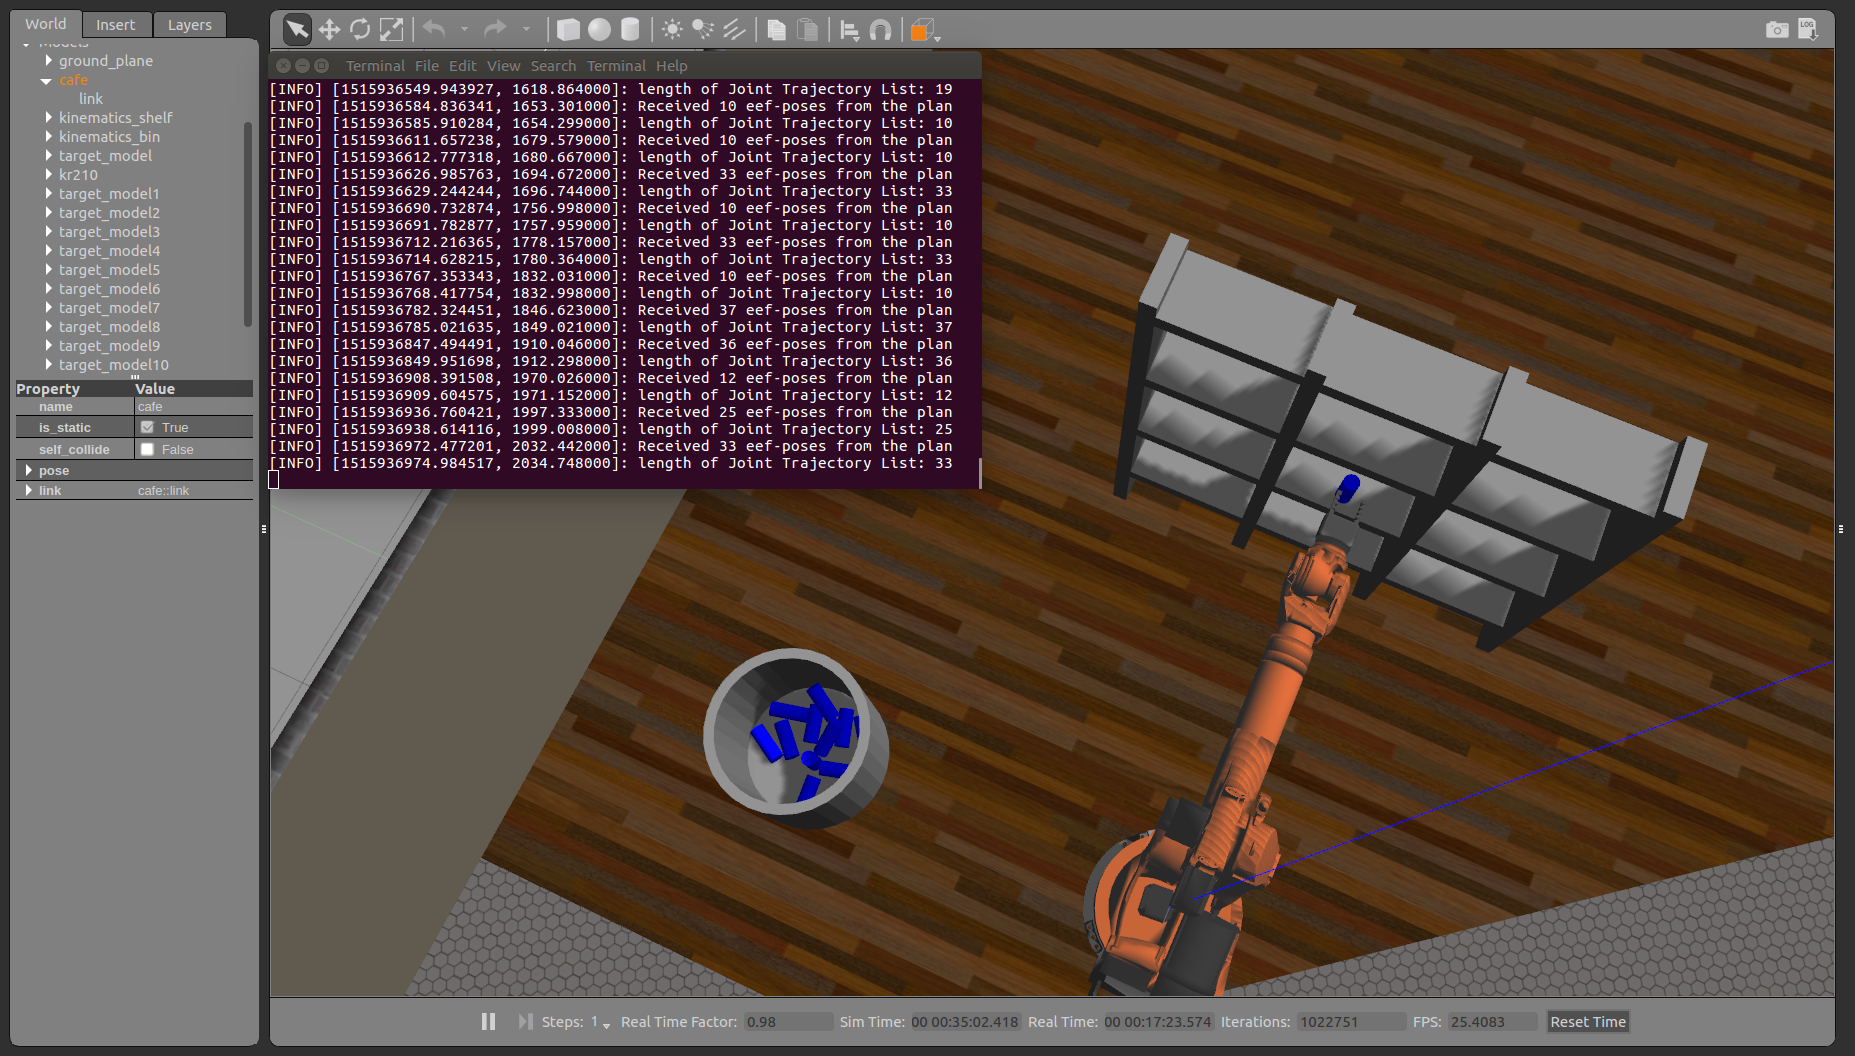 World Insert Layers
Models
ground_plane
cafe
link
kinematics_shelf
kinematics_bin
target_model
kr210
target_model1
target_model2
target_model3
target_model4
target_model5
target_model6
target_model7
target_model8
target_model9
target_model10
Property Value
name cafe
is_static True
self_collide False
pose
link cafe::link
LOG
Terminal File Edit View Search Terminal Help
[INFO] [1515936549.943927, 1618.864000]: length of Joint Trajectory List: 19
[INFO] [1515936584.836341, 1653.301000]: Received 10 eef-poses from the plan
[INFO] [1515936585.910284, 1654.299000]: length of Joint Trajectory List: 10
[INFO] [1515936611.657238, 1679.579000]: Received 10 eef-poses from the plan
[INFO] [1515936612.777318, 1680.667000]: length of Joint Trajectory List: 10
[INFO] [1515936626.985763, 1694.672000]: Received 33 eef-poses from the plan
[INFO] [1515936629.244244, 1696.744000]: length of Joint Trajectory List: 33
[INFO] [1515936690.732874, 1756.998000]: Received 10 eef-poses from the plan
[INFO] [1515936691.782877, 1757.959000]: length of Joint Trajectory List: 10
[INFO] [1515936712.216365, 1778.157000]: Received 33 eef-poses from the plan
[INFO] [1515936714.628215, 1780.364000]: length of Joint Trajectory List: 33
[INFO] [1515936767.353343, 1832.031000]: Received 10 eef-poses from the plan
[INFO] [1515936768.417754, 1832.998000]: length of Joint Trajectory List: 10
[INFO] [1515936782.324451, 1846.623000]: Received 37 eef-poses from the plan
[INFO] [1515936785.021635, 1849.021000]: length of Joint Trajectory List: 37
[INFO] [1515936847.494491, 1910.046000]: Received 36 eef-poses from the plan
[INFO] [1515936849.951698, 1912.298000]: length of Joint Trajectory List: 36
[INFO] [1515936908.391508, 1970.026000]: Received 12 eef-poses from the plan
[INFO] [1515936909.604575, 1971.152000]: length of Joint Trajectory List: 12
[INFO] [1515936936.760421, 1997.333000]: Received 25 eef-poses from the plan
[INFO] [1515936938.614116, 1999.008000]: length of Joint Trajectory List: 25
[INFO] [1515936972.477201, 2032.442000]: Received 33 eef-poses from the plan
[INFO] [1515936974.984517, 2034.748000]: length of Joint Trajectory List: 33
Steps: 1 Real Time Factor: 0.98 Sim Time: 00 00:35:02.418 Real Time: 00 00:17:23.574 Iterations: 1022751 FPS: 25.4083 Reset Time